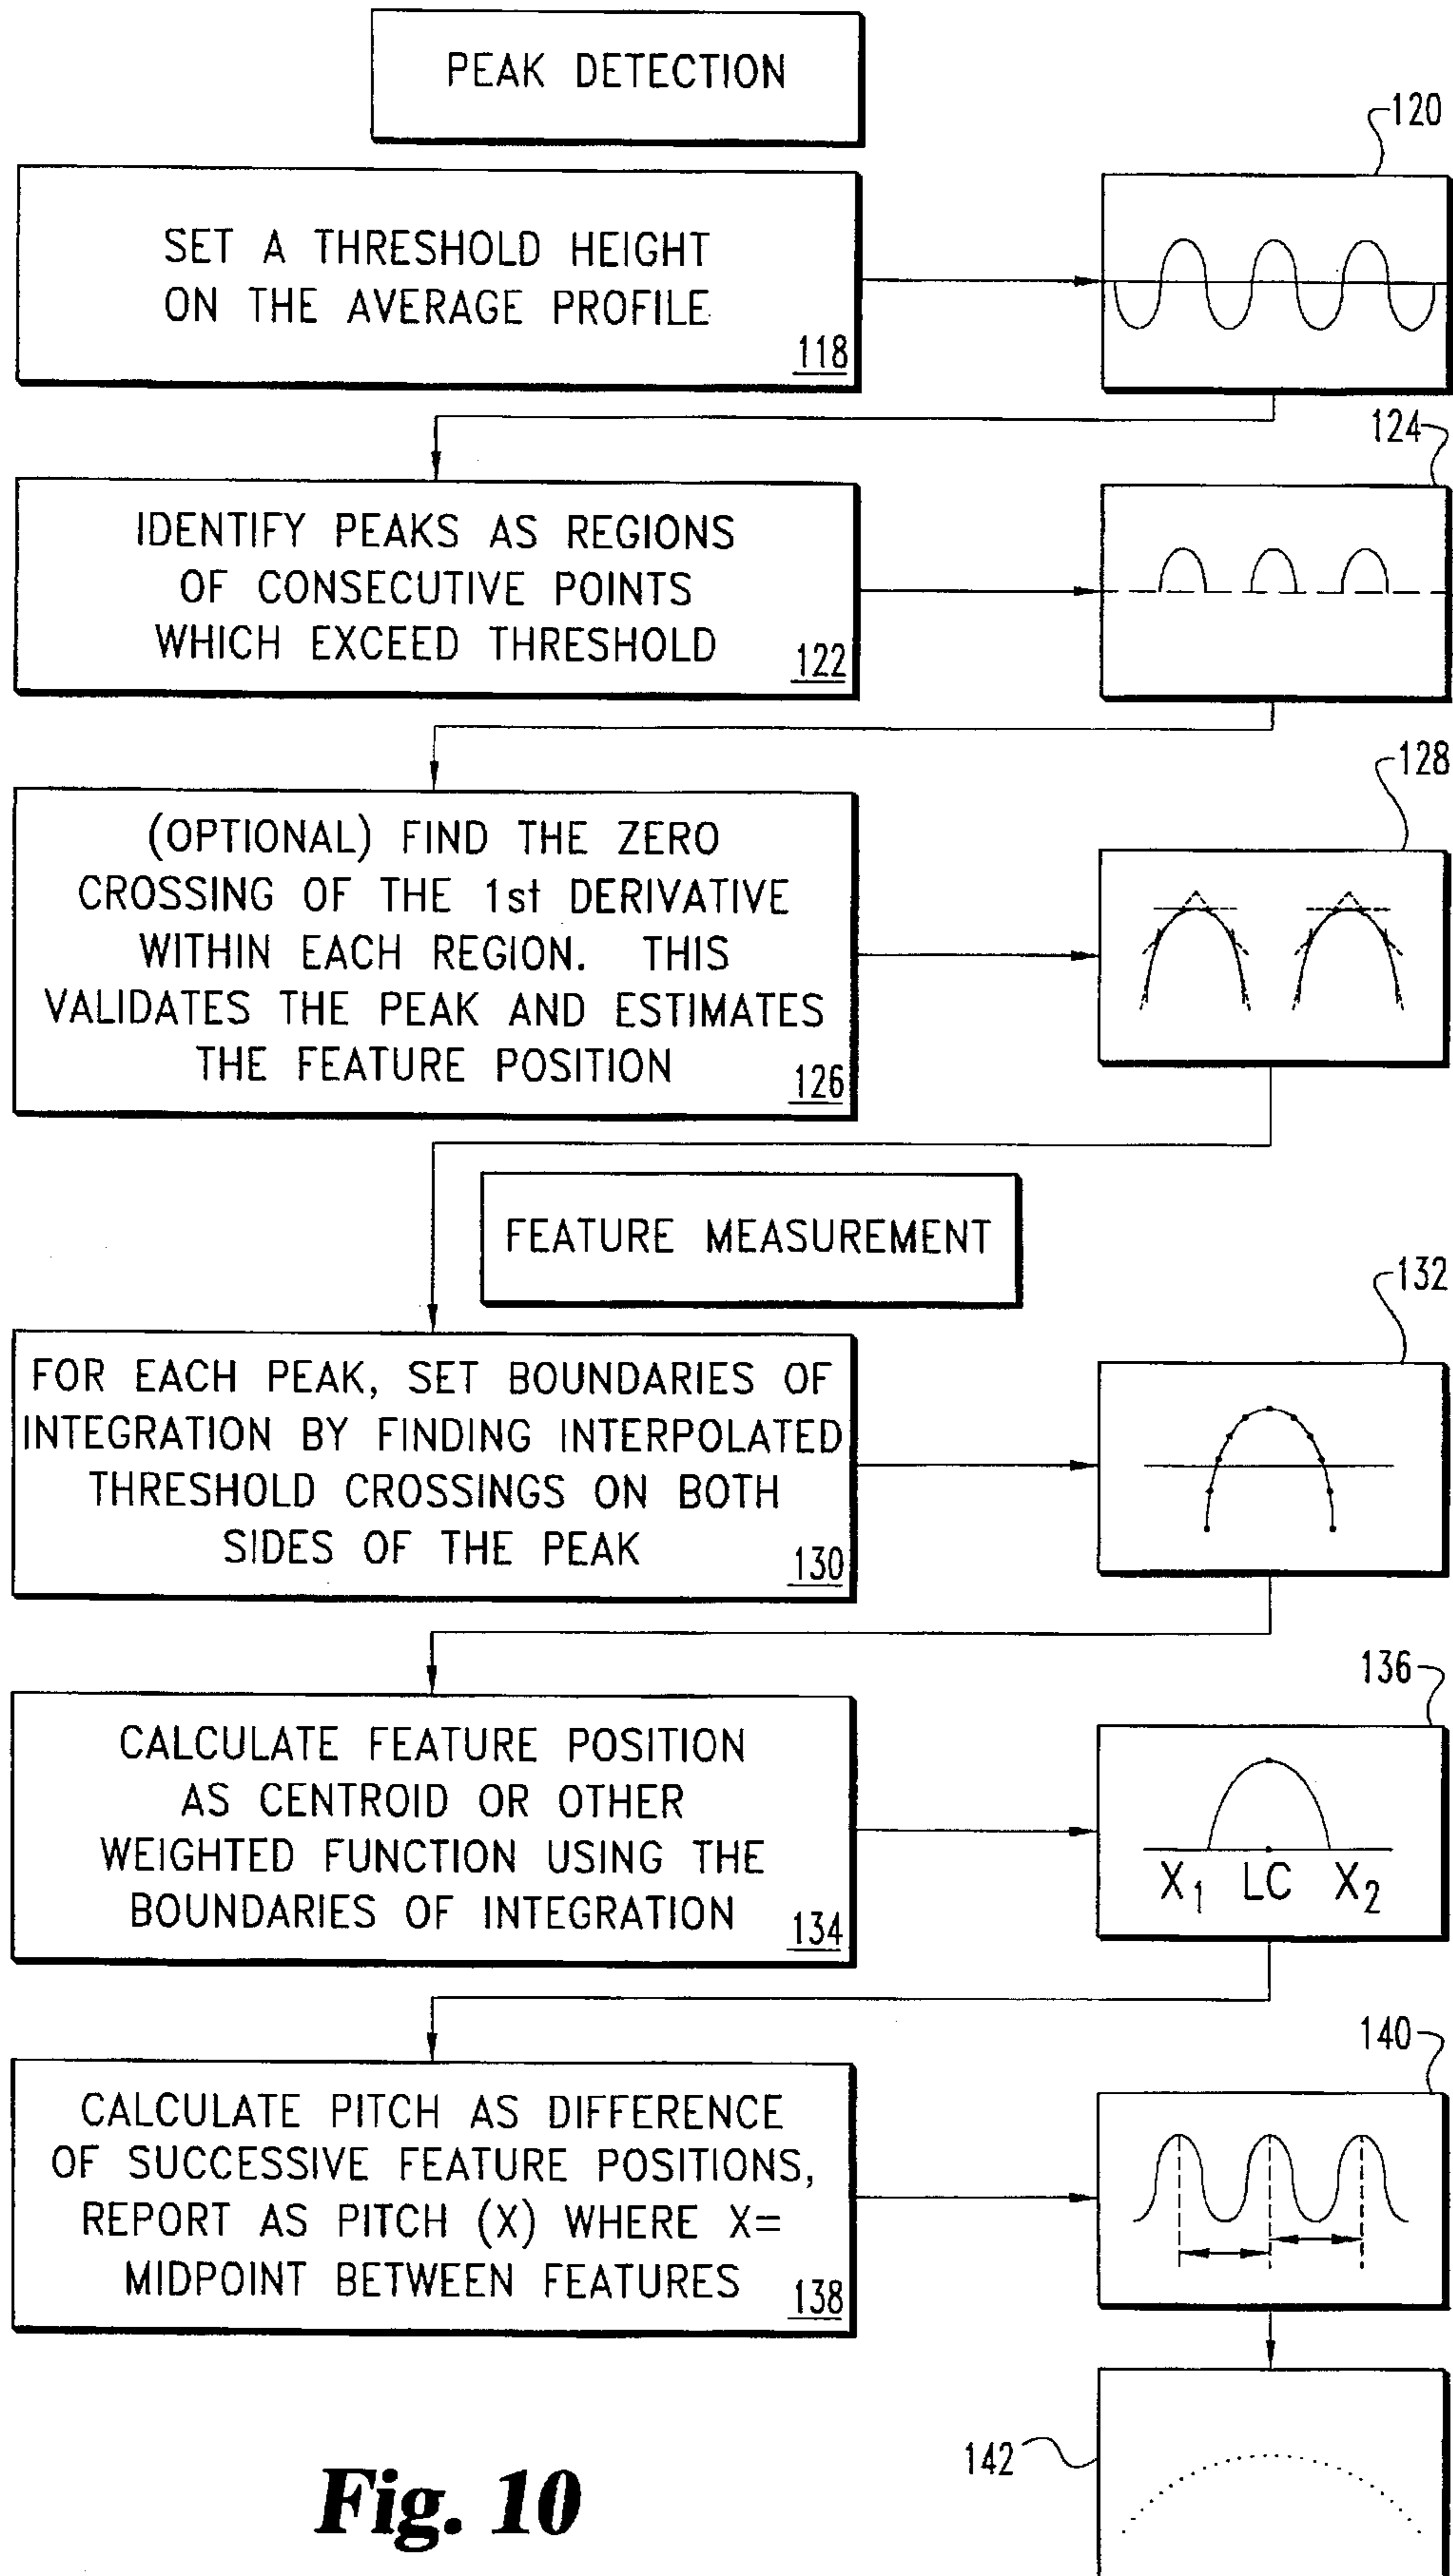 PEAK DETECTION
120
SET A THRESHOLD HEIGHT
ON THE AVERAGE PROFILE
118
124
IDENTIFY PEAKS AS REGIONS
OF CONSECUTIVE POINTS
WHICH EXCEED THRESHOLD
122
128
(OPTIONAL) FIND THE ZERO
CROSSING OF THE 1st DERIVATIVE
WITHIN EACH REGION. THIS
VALIDATES THE PEAK AND ESTIMATES
THE FEATURE POSITION
126
FEATURE MEASUREMENT
132
FOR EACH PEAK, SET BOUNDARIES OF
INTEGRATION BY FINDING INTERPOLATED
THRESHOLD CROSSINGS ON BOTH
SIDES OF THE PEAK
130
136
CALCULATE FEATURE POSITION
AS CENTROID OR OTHER
WEIGHTED FUNCTION USING THE
BOUNDARIES OF INTEGRATION
134
X₁ LC X₂
140
CALCULATE PITCH AS DIFFERENCE
OF SUCCESSIVE FEATURE POSITIONS,
REPORT AS PITCH (X) WHERE X=
MIDPOINT BETWEEN FEATURES
138
142
Fig. 10